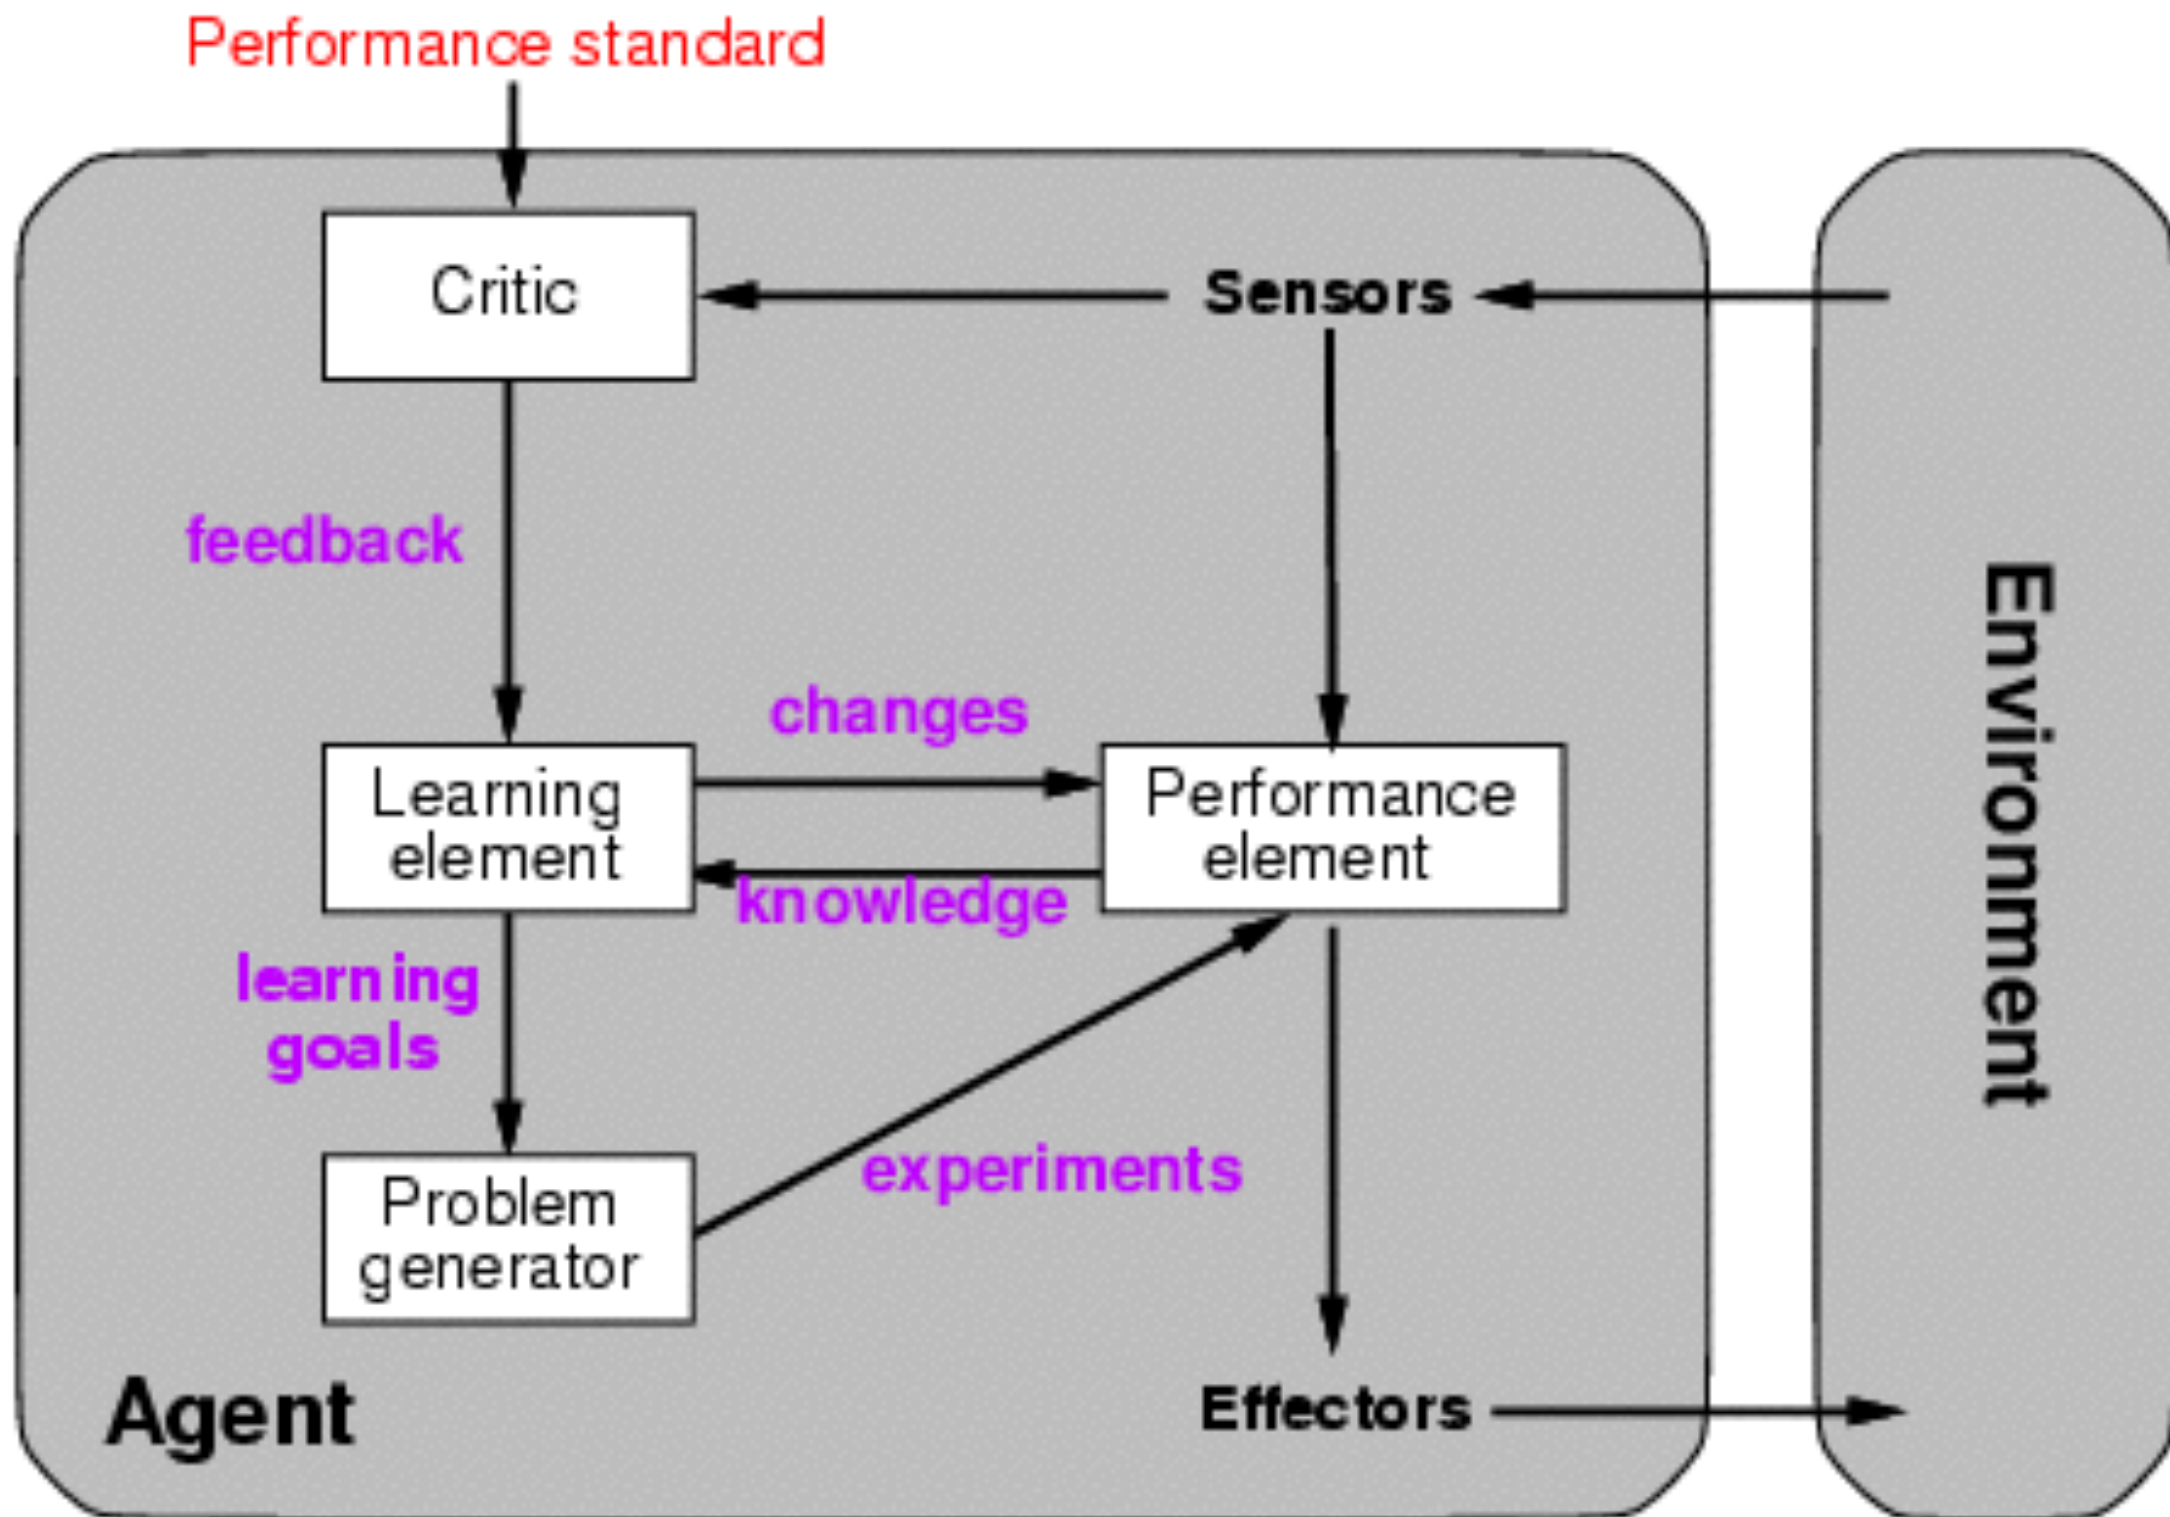 Performance standard
Critic
Sensors
feedback
changes
Learning
element
Performance
element
knowledge
learning
goals
experiments
Problem
generator
Agent
Effectors
Environment